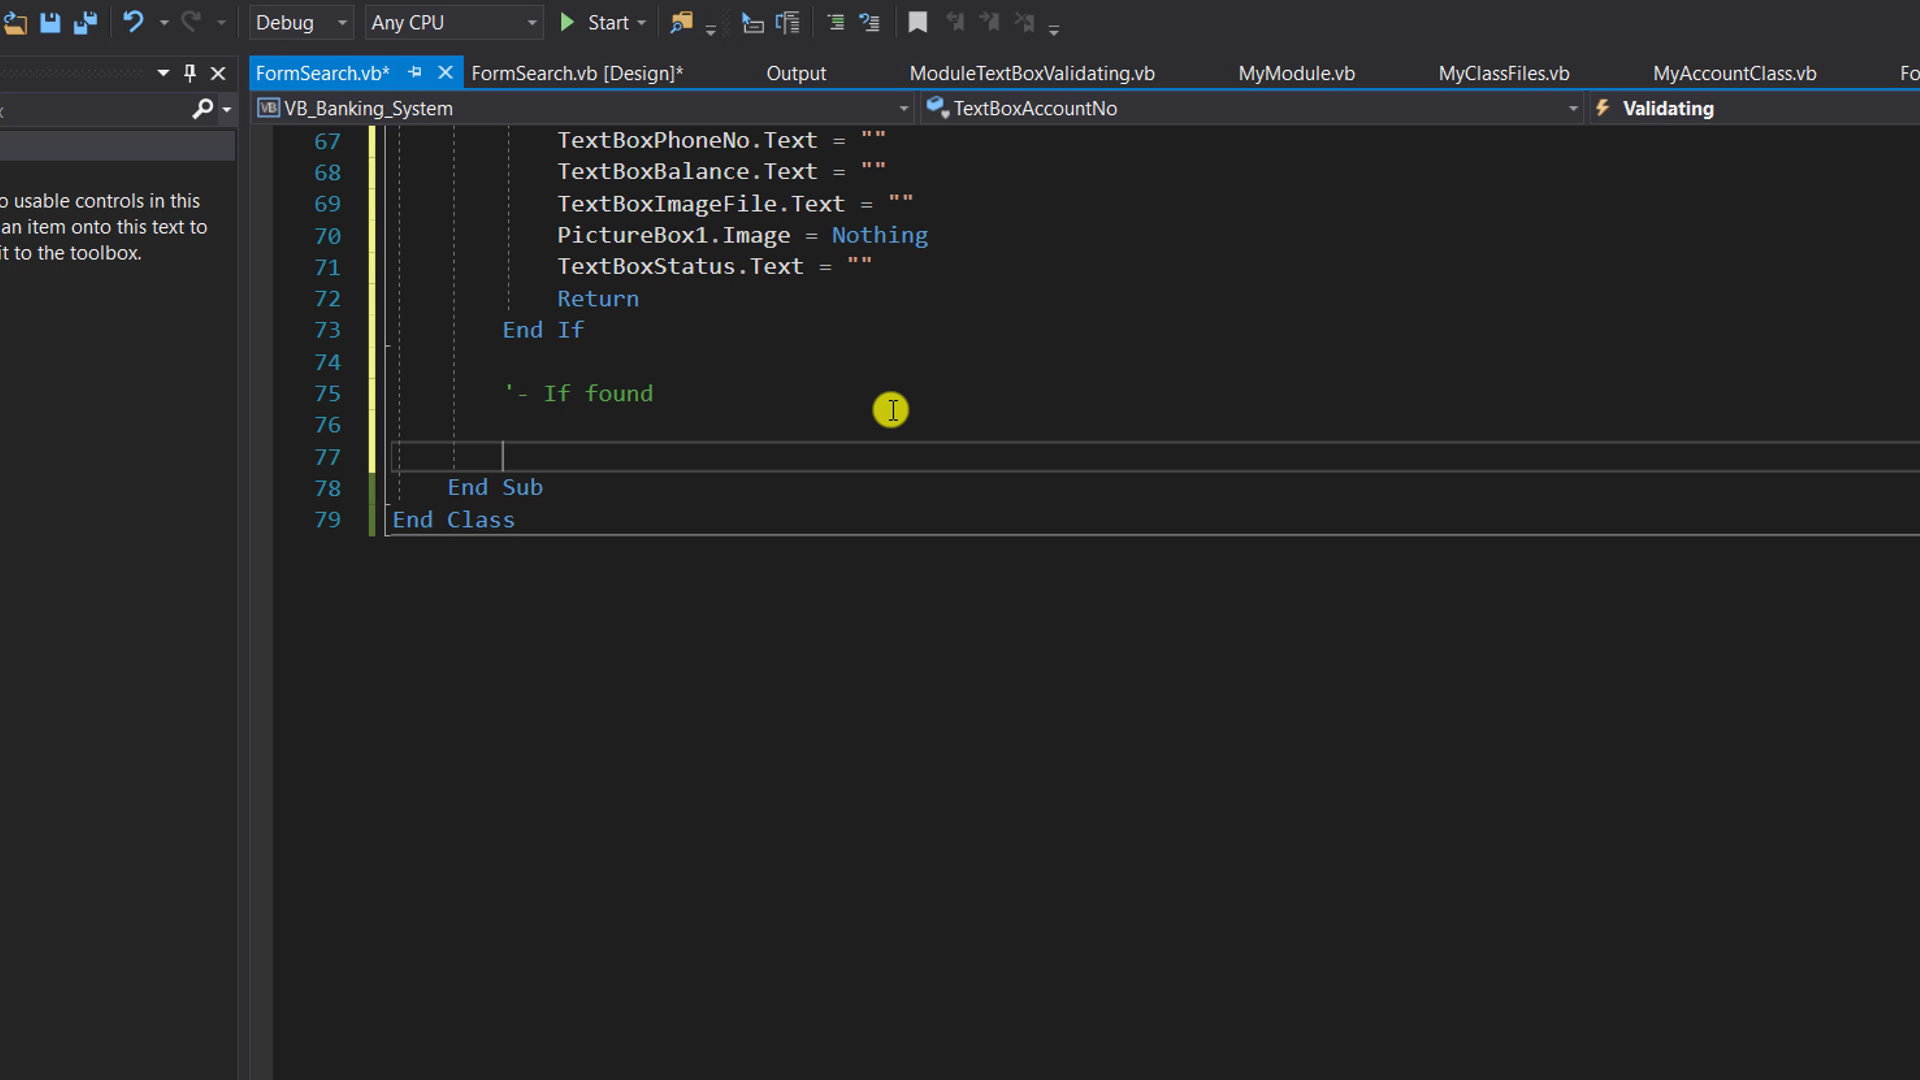 Debug Any CPU Start
FormSearch.vb* FormSearch.vb [Design]* Output ModuleTextBoxValidating.vb MyModule.vb MyClassFiles.vb MyAccountClass.vb Fo
VB_Banking_System TextBoxAccountNo Validating
o usable controls in this
an item onto this text to
it to the toolbox.
67 TextBoxPhoneNo.Text = ""
68 TextBoxBalance.Text = ""
69 TextBoxImageFile.Text = ""
70 PictureBox1.Image = Nothing
71 TextBoxStatus.Text = ""
72 Return
73 End If
74
75 '- If found
76
77
78 End Sub
79 End Class